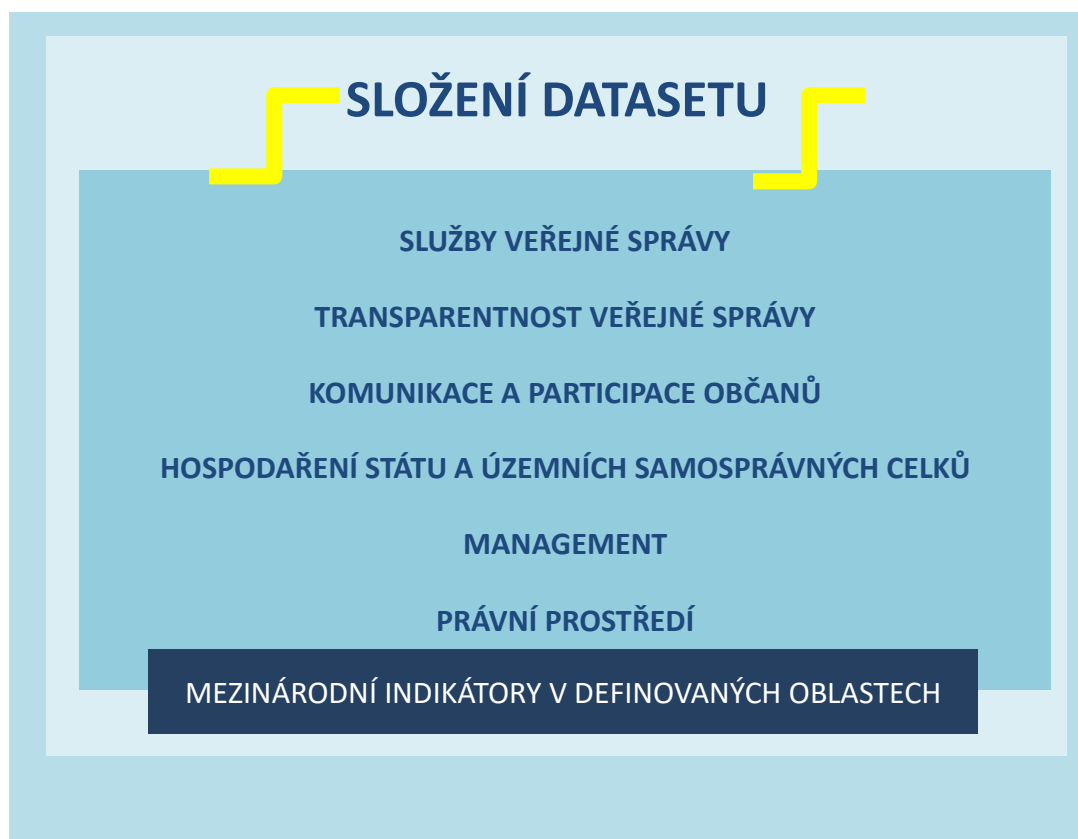 SLOŽENÍ DATASETU
SLUŽBY VEŘEJNÉ SPRÁVY
TRANSPARENTNOST VEŘEJNÉ SPRÁVY
KOMUNIKACE A PARTICIPACE OBČANŮ
HOSPODAŘENÍ STÁTU A ÚZEMNÍCH SAMOSPRÁVNÝCH CELKŮ
MANAGEMENT
PRÁVNÍ PROSTŘEDÍ
MEZINÁRODNÍ INDIKÁTORY V DEFINOVANÝCH OBLASTECH